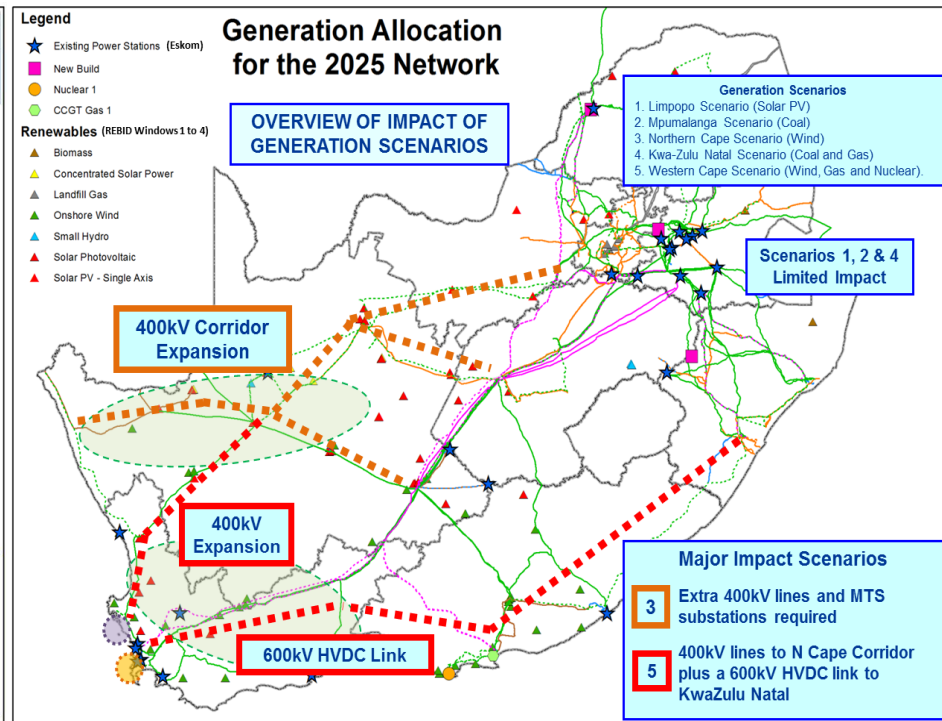 Legend
Existing Power Stations (Eskom)
New Build
Nuclear 1
CCGT Gas 1
Renewables (REBID Windows 1 to 4)
Biomass
Concentrated Solar Power
Landfill Gas
Onshore Wind
Small Hydro
Solar Photovoltaic
Solar PV - Single Axis
Generation Allocation
for the 2025 Network
OVERVIEW OF IMPACT OF
GENERATION SCENARIOS
Generation Scenarios
1. Limpopo Scenario (Solar PV)
2. Mpumalanga Scenario (Coal)
3. Northern Cape Scenario (Wind)
4. Kwa-Zulu Natal Scenario (Coal and Gas)
5. Western Cape Scenario (Wind, Gas and Nuclear).
Scenarios 1, 2 & 4
Limited Impact
400kV Corridor
Expansion
400kV
Expansion
600kV HVDC Link
Major Impact Scenarios
3 Extra 400kV lines and MTS
substations required
5 400kV lines to N Cape Corridor
plus a 600kV HVDC link to
KwaZulu Natal